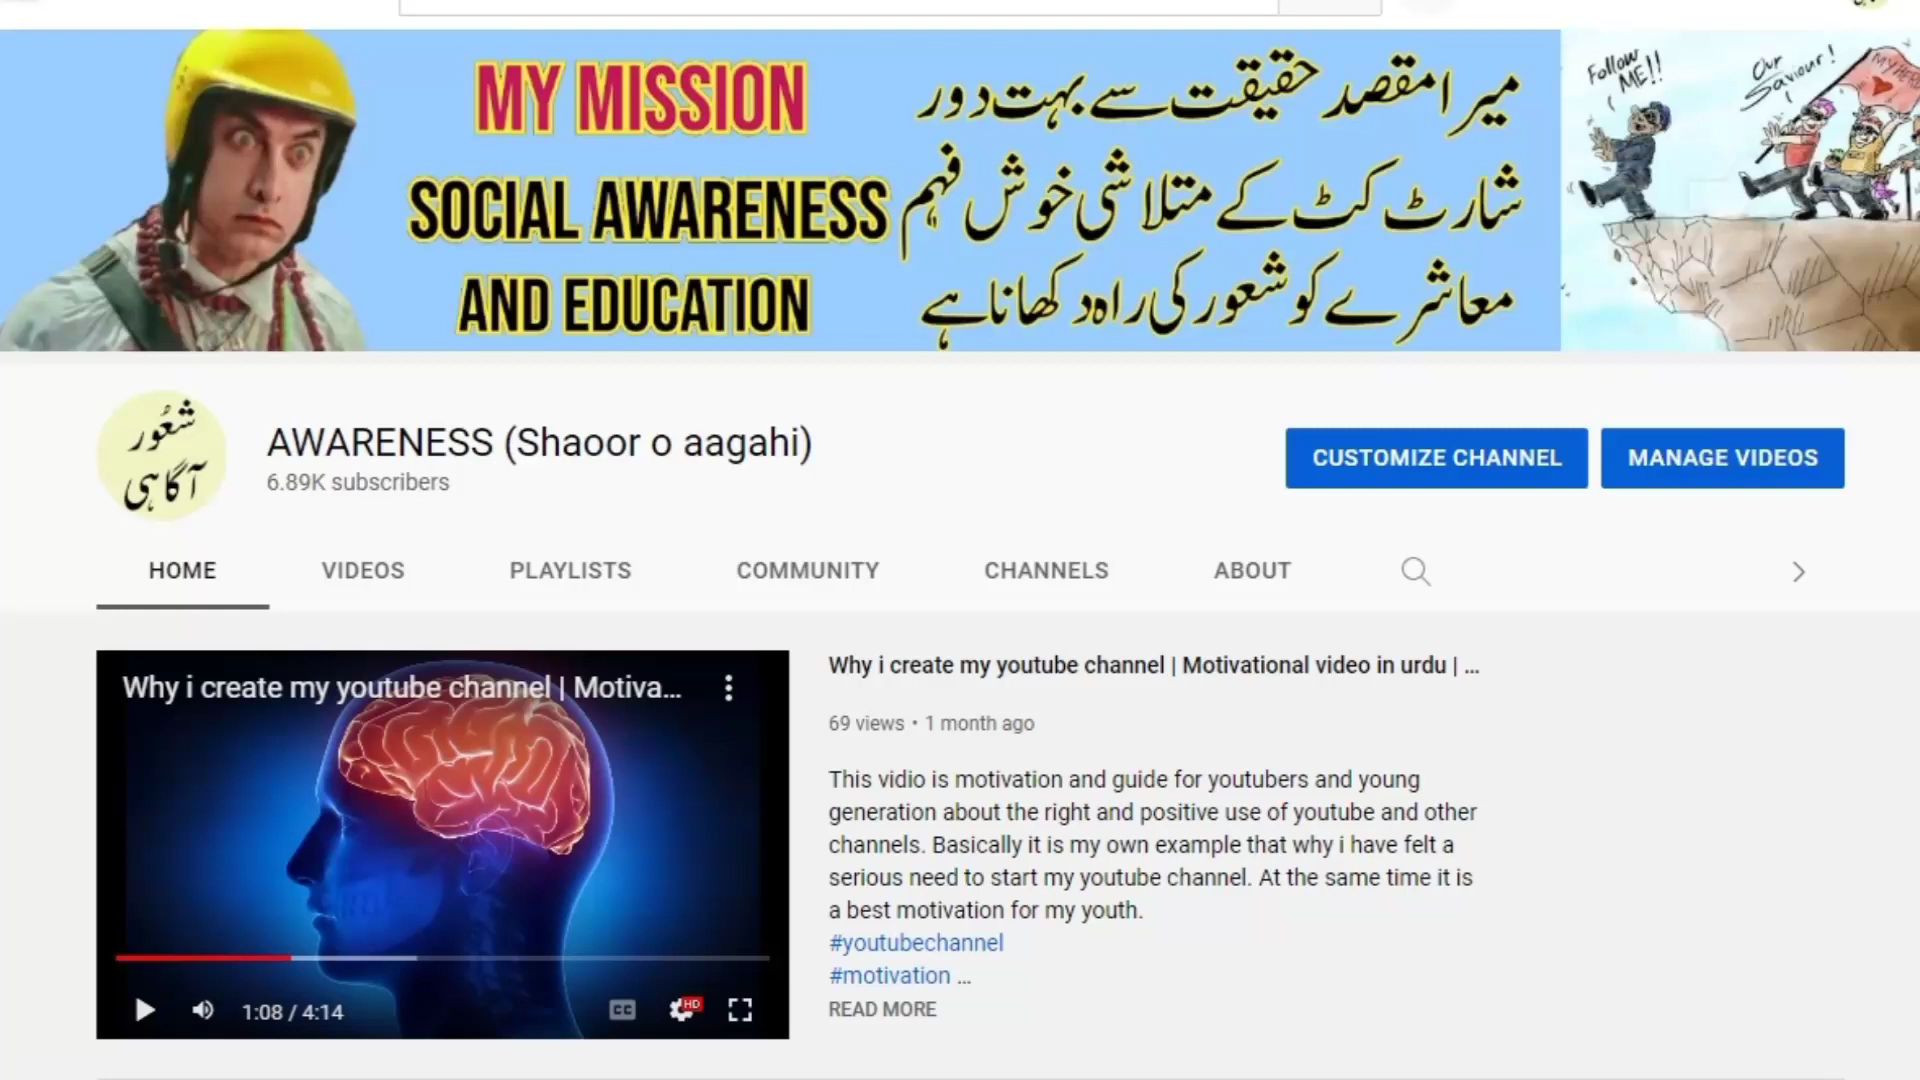 MY MISSION
SOCIAL AWARENESS
AND EDUCATION
میرا مقصد حقیقت سے بہت دور
شارٹ کٹ کے متلاشی خوش فہم
معاشرے کو شعور کی راہ دکھانا ہے
Follow ME!!
Our Saviour!
شعُور
آگاہی
AWARENESS (Shaoor o aagahi)
6.89K subscribers
CUSTOMIZE CHANNEL
MANAGE VIDEOS
HOME VIDEOS PLAYLISTS COMMUNITY CHANNELS ABOUT
Why i create my youtube channel | Motiva...
1:08 / 4:14
CC
HD
Why i create my youtube channel | Motivational video in urdu | ...
69 views • 1 month ago
This vidio is motivation and guide for youtubers and young
generation about the right and positive use of youtube and other
channels. Basically it is my own example that why i have felt a
serious need to start my youtube channel. At the same time it is
a best motivation for my youth.
#youtubechannel
#motivation ...
READ MORE